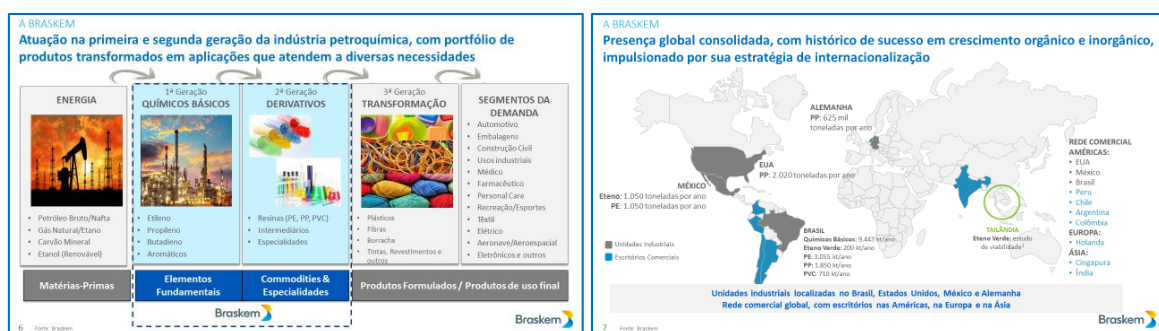 A BRASKEM
Atuação na primeira e segunda geração da indústria petroquímica, com portfólio de
produtos transformados em aplicações que atendem a diversas necessidades
ENERGIA
• Petróleo Bruto/Nafta
• Gás Natural/Etano
• Carvão Mineral
• Etanol (Renovável)
Matérias-Primas
1ª Geração
QUÍMICOS BÁSICOS
• Etileno
• Propileno
• Butadieno
• Aromáticos
Elementos
Fundamentais
2ª Geração
DERIVATIVOS
• Resinas (PE, PP, PVC)
• Intermediários
• Especialidades
Commodities &
Especialidades
Braskem
3ª Geração
TRANSFORMAÇÃO
• Plásticos
• Fibras
• Borracha
• Tintas, Revestimentos e
outros
SEGMENTOS DA
DEMANDA
• Automotivo
• Embalagens
• Construção Civil
• Usos industriais
• Médico
• Farmacêutico
• Personal Care
• Recreação/Esportes
• Têxtil
• Elétrico
• Aeronave/Aeroespacial
• Eletrônicos e outros
Produtos Formulados / Produtos de uso final
6 Fonte: Braskem
Braskem
A BRASKEM
Presença global consolidada, com histórico de sucesso em crescimento orgânico e inorgânico,
impulsionado por sua estratégia de internacionalização
ALEMANHA
PP: 625 mil
toneladas por ano
EUA
PP: 2.020 toneladas por ano
MÉXICO
Eteno: 1.050 toneladas por ano
PE: 1.050 toneladas por ano
BRASIL
Químicos Básicos: 9.443 kt/ano
Eteno Verde: 200 kt/ano
PE: 3.055 kt/ano
PP: 1.850 kt/ano
PVC: 710 kt/ano
TAILÂNDIA
Eteno Verde: estudo
de viabilidade¹
REDE COMERCIAL
AMÉRICAS:
• EUA
• México
• Brasil
• Peru
• Chile
• Argentina
• Colômbia
EUROPA:
• Holanda
ÁSIA:
• Cingapura
• Índia
Unidades Industriais
Escritórios Comerciais
Unidades industriais localizadas no Brasil, Estados Unidos, México e Alemanha
Rede comercial global, com escritórios nas Américas, na Europa e na Ásia
7 Fonte: Braskem
Braskem